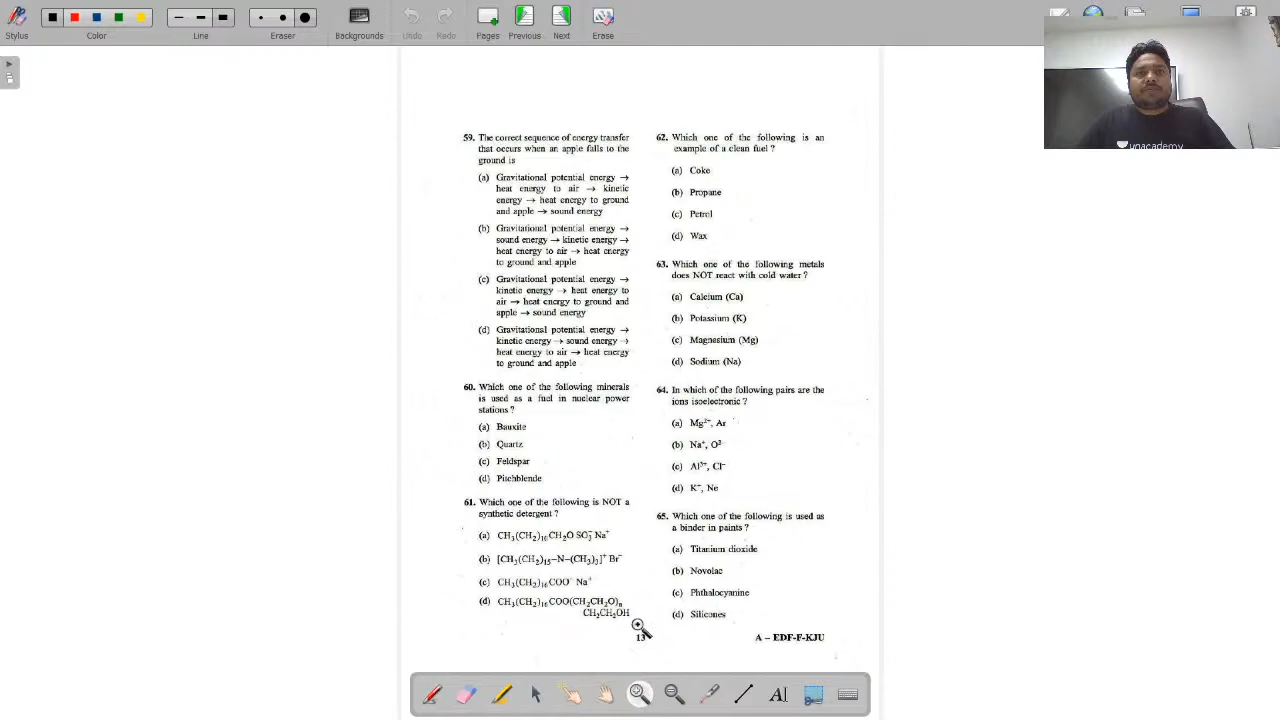 Stylus
Color
Line
Eraser
Backgrounds
Undo
Redo
Pages
Previous
Next
Erase
unacademy
59. The correct sequence of energy transfer
that occurs when an apple falls to the
ground is
(a) Gravitational potential energy →
heat energy to air → kinetic
energy → heat energy to ground
and apple → sound energy
(b) Gravitational potential energy →
sound energy → kinetic energy →
heat energy to air → heat energy
to ground and apple
(c) Gravitational potential energy →
kinetic energy → heat energy to
air → heat energy to ground and
apple → sound energy
(d) Gravitational potential energy →
kinetic energy → sound energy →
heat energy to air → heat energy
to ground and apple
60. Which one of the following minerals
is used as a fuel in nuclear power
stations ?
(a) Bauxite
(b) Quartz
(c) Feldspar
(d) Pitchblende
61. Which one of the following is NOT a
synthetic detergent ?
(a) CH₃(CH₂)₁₀CH₂O SO₃⁻ Na⁺
(b) [CH₃(CH₂)₁₅–N–(CH₃)₃]⁺ Br⁻
(c) CH₃(CH₂)₁₆COO⁻ Na⁺
(d) CH₃(CH₂)₁₆COO(CH₂CH₂O)ₙ
CH₂CH₂OH
62. Which one of the following is an
example of a clean fuel ?
(a) Coke
(b) Propane
(c) Petrol
(d) Wax
63. Which one of the following metals
does NOT react with cold water ?
(a) Calcium (Ca)
(b) Potassium (K)
(c) Magnesium (Mg)
(d) Sodium (Na)
64. In which of the following pairs are the
ions isoelectronic ?
(a) Mg²⁺, Ar
(b) Na⁺, O²⁻
(c) Al³⁺, Cl⁻
(d) K⁺, Ne
65. Which one of the following is used as
a binder in paints ?
(a) Titanium dioxide
(b) Novolac
(c) Phthalocyanine
(d) Silicones
13
A – EDF-F-KJU